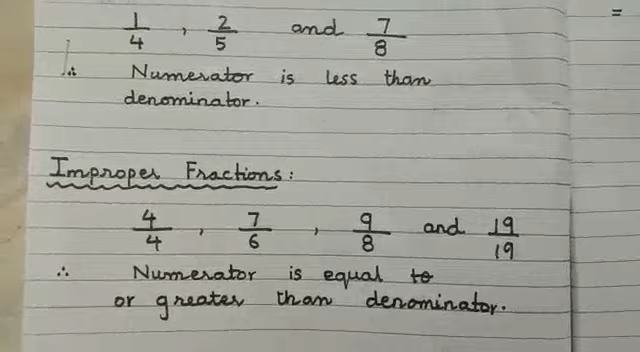 1/4 , 2/5 and 7/8
∴ Numerator is less than
denominator.
Improper Fractions:
4/4 , 7/6 , 9/8 and 19/19
∴ Numerator is equal to
or greater than denominator.
=